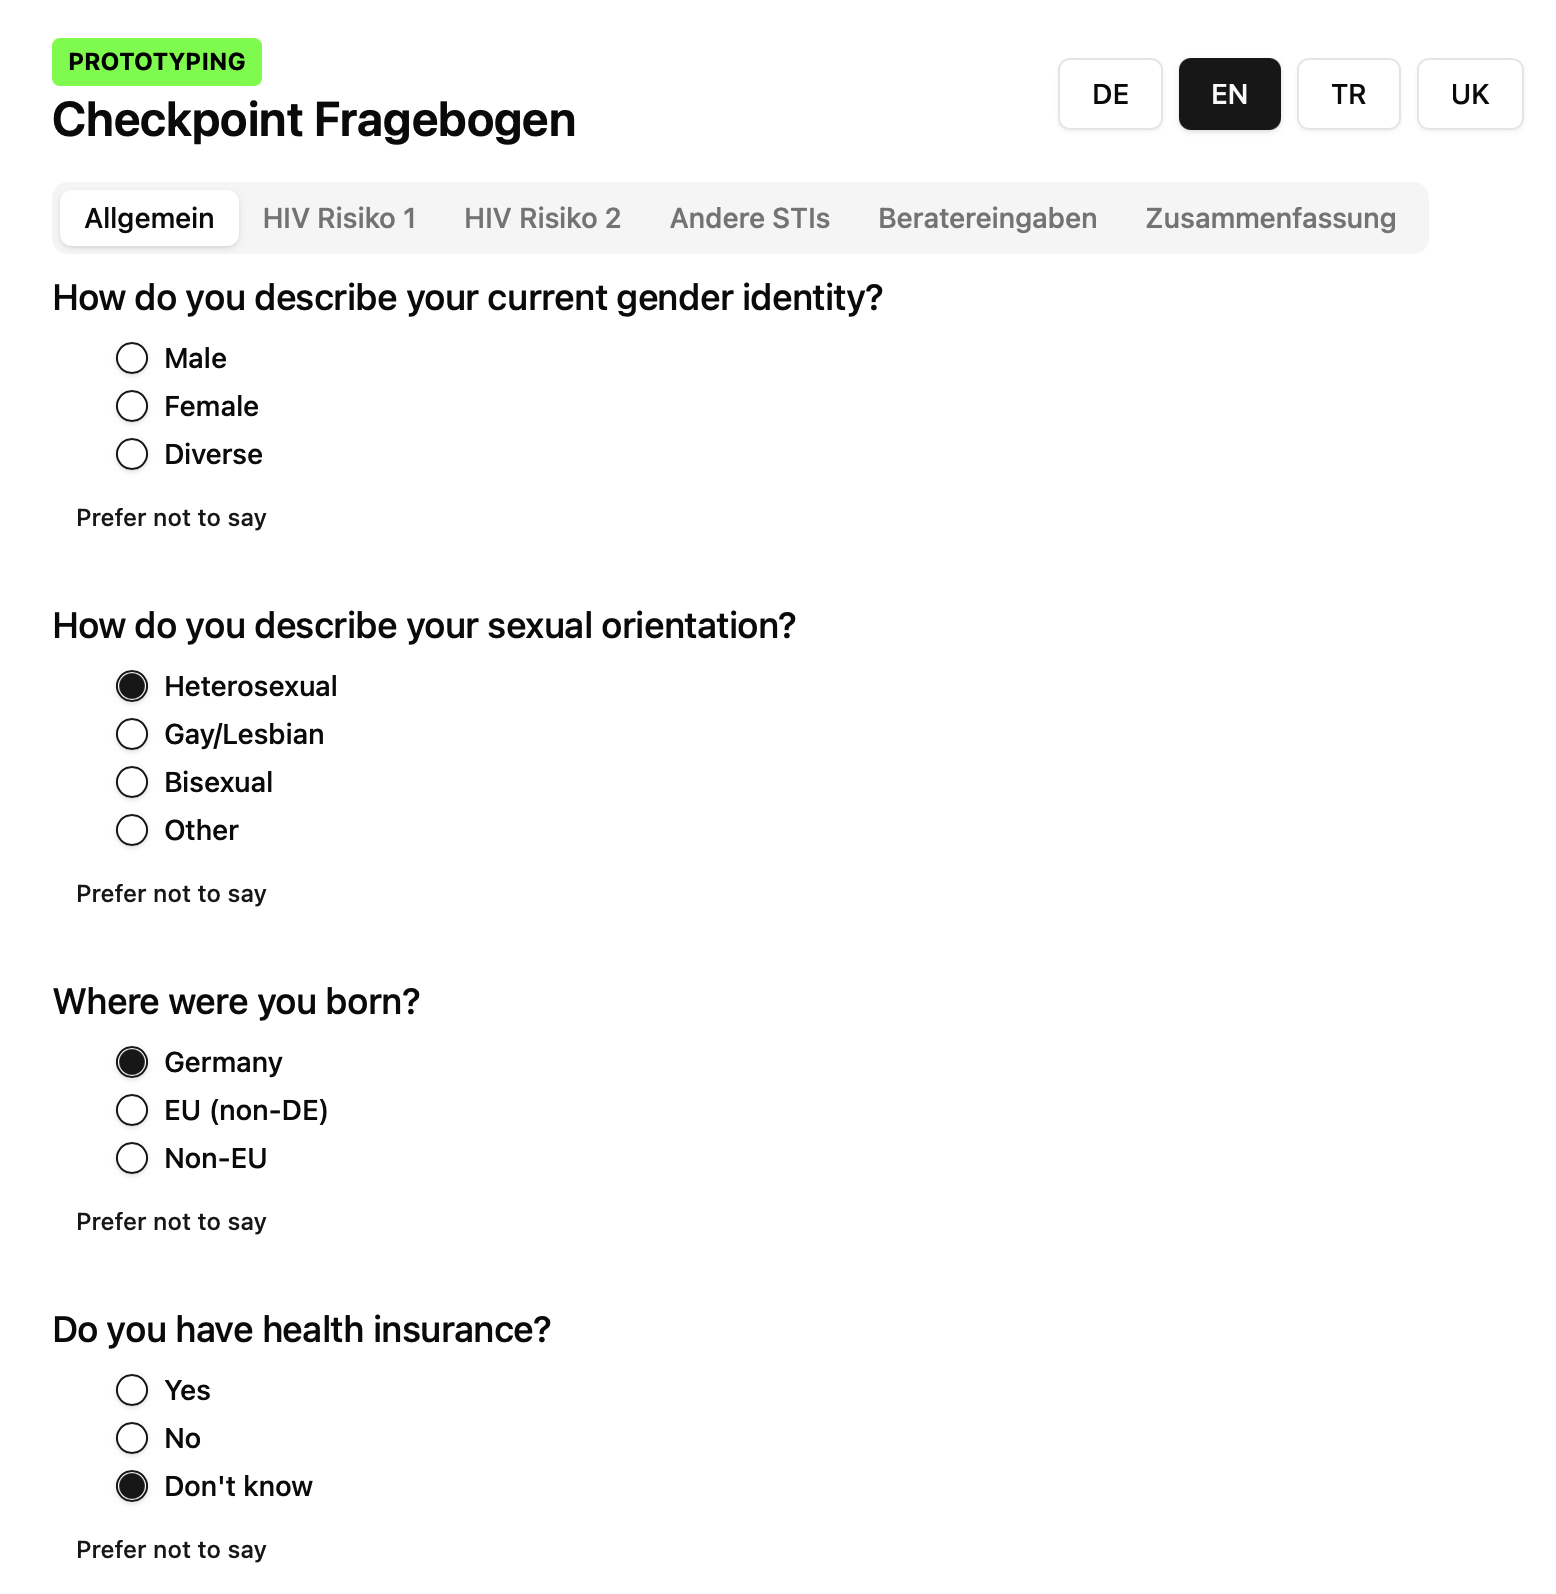 PROTOTYPING
Checkpoint Fragebogen
DE EN TR UK
Allgemein HIV Risiko 1 HIV Risiko 2 Andere STIs Beratereingaben Zusammenfassung
How do you describe your current gender identity?
Male
Female
Diverse
Prefer not to say
How do you describe your sexual orientation?
Heterosexual
Gay/Lesbian
Bisexual
Other
Prefer not to say
Where were you born?
Germany
EU (non-DE)
Non-EU
Prefer not to say
Do you have health insurance?
Yes
No
Don't know
Prefer not to say